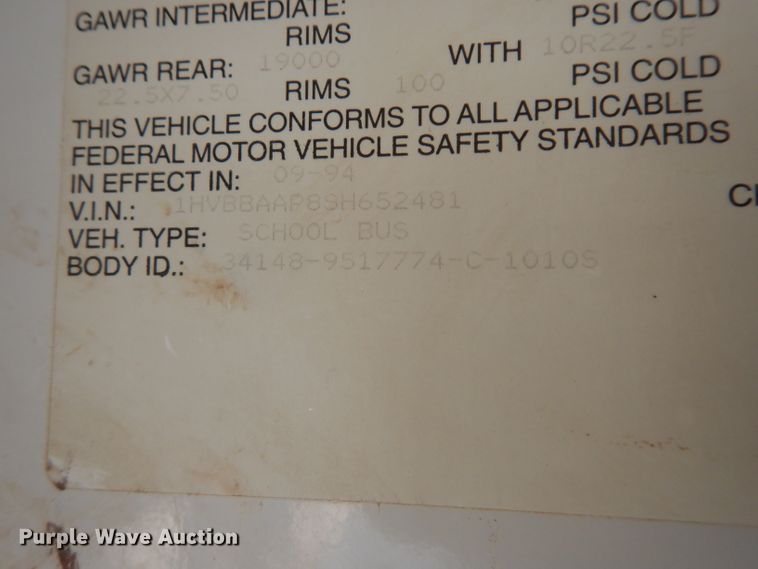 GAWR INTERMEDIATE:
RIMS PSI COLD
GAWR REAR: 19000 WITH 10R22.5F
22.5X7.50 RIMS 100 PSI COLD
THIS VEHICLE CONFORMS TO ALL APPLICABLE
FEDERAL MOTOR VEHICLE SAFETY STANDARDS
IN EFFECT IN: 09-94
V.I.N.: 1HVBBAAP8SH652481
VEH. TYPE: SCHOOL BUS
BODY ID.: 34148-9517774-C-1010S
Purple Wave Auction